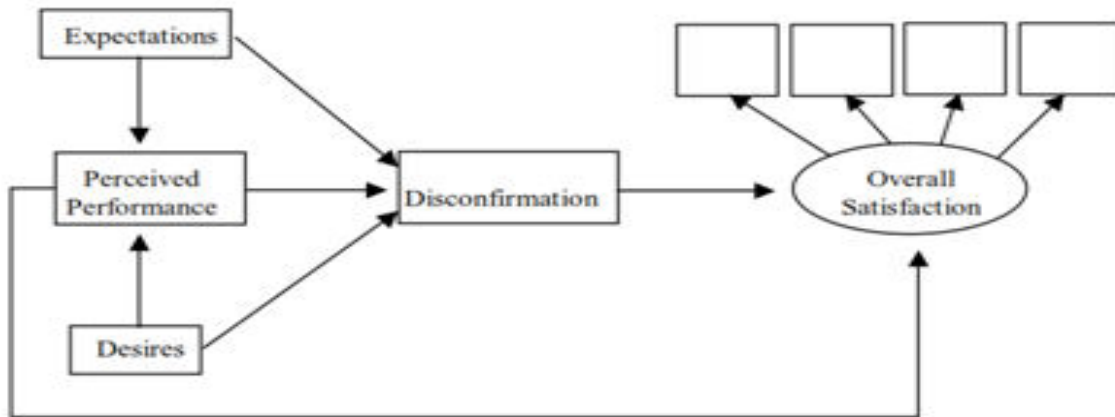 Expectations
Perceived
Performance
Disconfirmation
Overall
Satisfaction
Desires